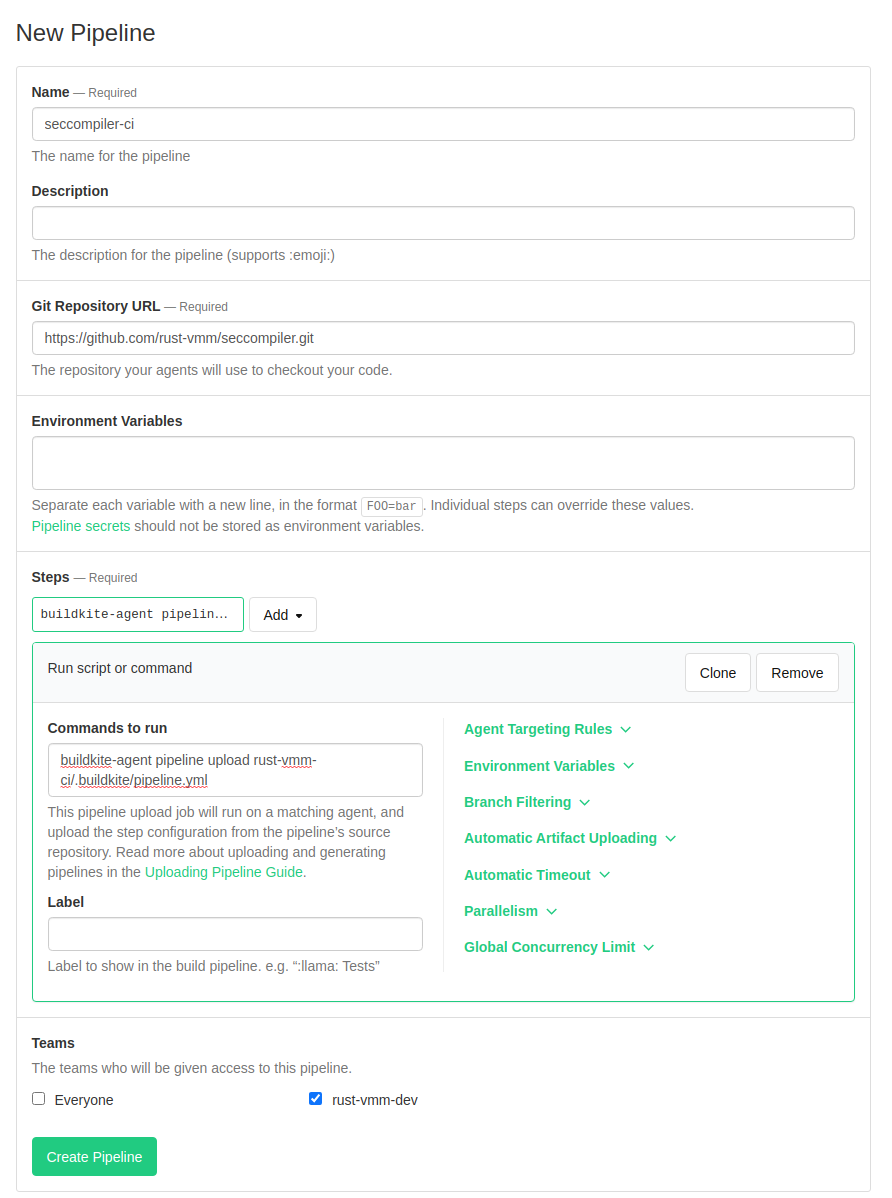 New Pipeline
Name — Required
seccompiler-ci
The name for the pipeline
Description
The description for the pipeline (supports :emoji:)
Git Repository URL — Required
https://github.com/rust-vmm/seccompiler.git
The repository your agents will use to checkout your code.
Environment Variables
Separate each variable with a new line, in the format FOO=bar. Individual steps can override these values.
Pipeline secrets should not be stored as environment variables.
Steps — Required
buildkite-agent pipelin... Add
Run script or command
Clone Remove
Commands to run
buildkite-agent pipeline upload rust-vmm-
ci/.buildkite/pipeline.yml
This pipeline upload job will run on a matching agent, and
upload the step configuration from the pipeline’s source
repository. Read more about uploading and generating
pipelines in the Uploading Pipeline Guide.
Label
Label to show in the build pipeline. e.g. “:llama: Tests”
Agent Targeting Rules
Environment Variables
Branch Filtering
Automatic Artifact Uploading
Automatic Timeout
Parallelism
Global Concurrency Limit
Teams
The teams who will be given access to this pipeline.
Everyone rust-vmm-dev
Create Pipeline